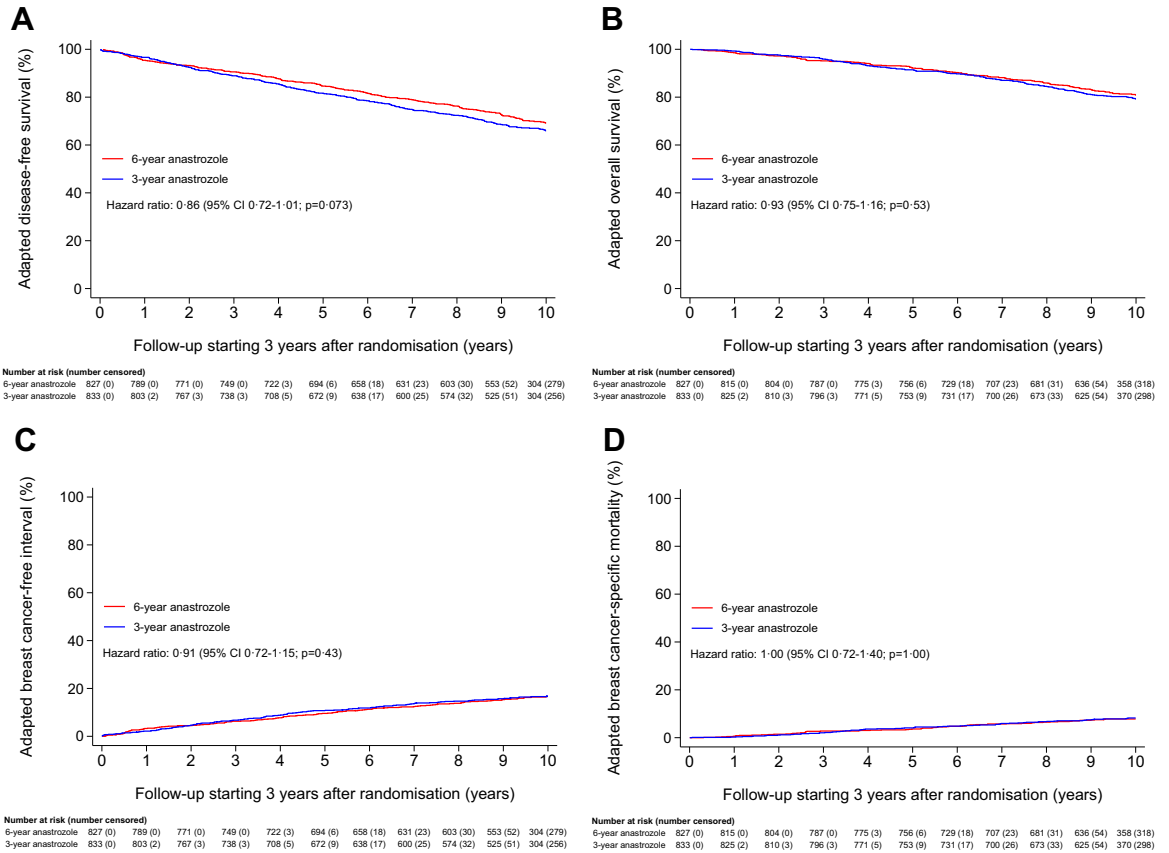 A
Adapted disease-free survival (%)
100
80
60
40
20
0
6-year anastrozole
3-year anastrozole
Hazard ratio: 0·86 (95% CI 0·72-1·01; p=0·073)
0 1 2 3 4 5 6 7 8 9 10
Follow-up starting 3 years after randomisation (years)
Number at risk (number censored)
6-year anastrozole 827 (0) 789 (0) 771 (0) 749 (0) 722 (3) 694 (6) 658 (18) 631 (23) 603 (30) 553 (52) 304 (279)
3-year anastrozole 833 (0) 803 (2) 767 (3) 738 (3) 708 (5) 672 (9) 638 (17) 600 (25) 574 (32) 525 (51) 304 (256)
B
Adapted overall survival (%)
100
80
60
40
20
0
6-year anastrozole
3-year anastrozole
Hazard ratio: 0·93 (95% CI 0·75-1·16; p=0·53)
0 1 2 3 4 5 6 7 8 9 10
Follow-up starting 3 years after randomisation (years)
Number at risk (number censored)
6-year anastrozole 827 (0) 815 (0) 804 (0) 787 (0) 775 (3) 756 (6) 729 (18) 707 (23) 681 (31) 636 (54) 358 (318)
3-year anastrozole 833 (0) 825 (2) 810 (3) 796 (3) 771 (5) 753 (9) 731 (17) 700 (26) 673 (33) 625 (54) 370 (298)
C
Adapted breast cancer-free interval (%)
100
80
60
40
20
0
6-year anastrozole
3-year anastrozole
Hazard ratio: 0·91 (95% CI 0·72-1·15; p=0·43)
0 1 2 3 4 5 6 7 8 9 10
Follow-up starting 3 years after randomisation (years)
Number at risk (number censored)
6-year anastrozole 827 (0) 789 (0) 771 (0) 749 (0) 722 (3) 694 (6) 658 (18) 631 (23) 603 (30) 553 (52) 304 (279)
3-year anastrozole 833 (0) 803 (2) 767 (3) 738 (3) 708 (5) 672 (9) 638 (17) 600 (25) 574 (32) 525 (51) 304 (256)
D
Adapted breast cancer-specific mortality (%)
100
80
60
40
20
0
6-year anastrozole
3-year anastrozole
Hazard ratio: 1·00 (95% CI 0·72-1·40; p=1·00)
0 1 2 3 4 5 6 7 8 9 10
Follow-up starting 3 years after randomisation (years)
Number at risk (number censored)
6-year anastrozole 827 (0) 815 (0) 804 (0) 787 (0) 775 (3) 756 (6) 729 (18) 707 (23) 681 (31) 636 (54) 358 (318)
3-year anastrozole 833 (0) 825 (2) 810 (3) 796 (3) 771 (5) 753 (9) 731 (17) 700 (26) 673 (33) 625 (54) 370 (298)